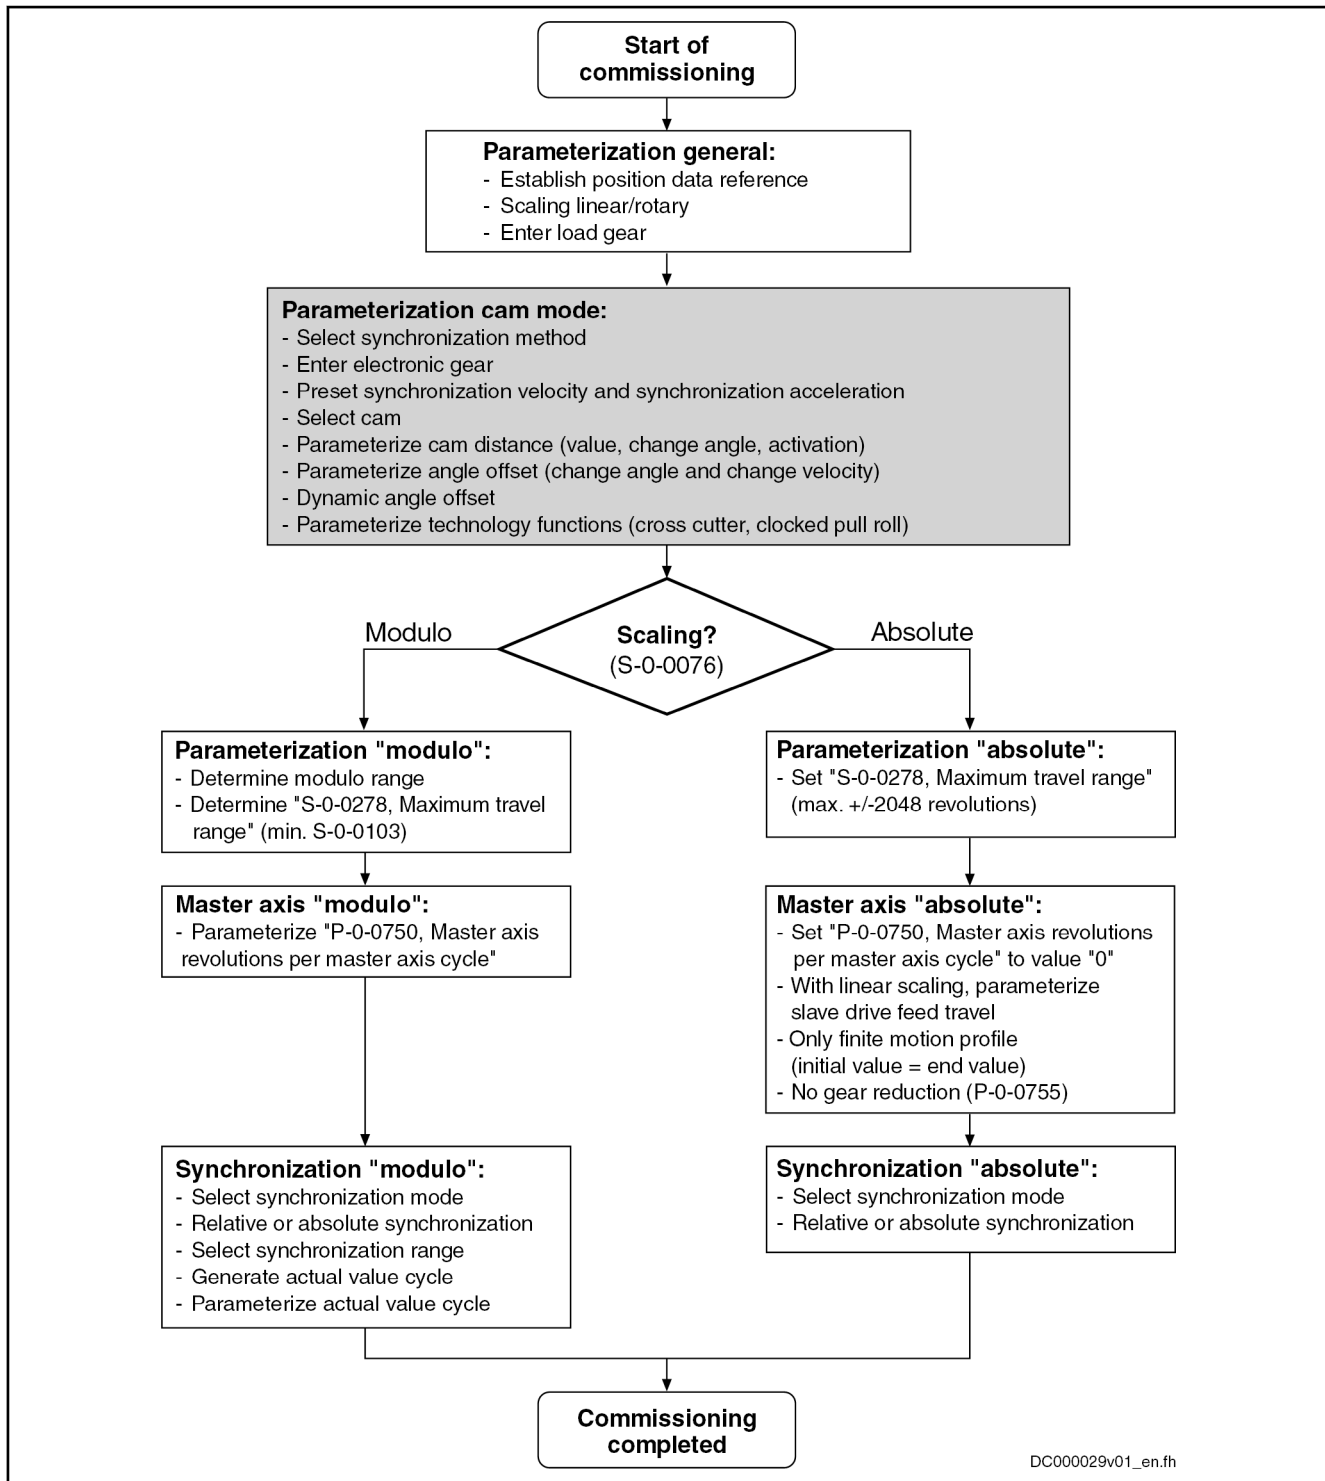 Start of
commissioning
Parameterization general:
- Establish position data reference
- Scaling linear/rotary
- Enter load gear
Parameterization cam mode:
- Select synchronization method
- Enter electronic gear
- Preset synchronization velocity and synchronization acceleration
- Select cam
- Parameterize cam distance (value, change angle, activation)
- Parameterize angle offset (change angle and change velocity)
- Dynamic angle offset
- Parameterize technology functions (cross cutter, clocked pull roll)
Scaling?
(S-0-0076)
Modulo
Absolute
Parameterization "modulo":
- Determine modulo range
- Determine "S-0-0278, Maximum travel
range" (min. S-0-0103)
Master axis "modulo":
- Parameterize "P-0-0750, Master axis
revolutions per master axis cycle"
Synchronization "modulo":
- Select synchronization mode
- Relative or absolute synchronization
- Select synchronization range
- Generate actual value cycle
- Parameterize actual value cycle
Parameterization "absolute":
- Set "S-0-0278, Maximum travel range"
(max. +/-2048 revolutions)
Master axis "absolute":
- Set "P-0-0750, Master axis revolutions
per master axis cycle" to value "0"
- With linear scaling, parameterize
slave drive feed travel
- Only finite motion profile
(initial value = end value)
- No gear reduction (P-0-0755)
Synchronization "absolute":
- Select synchronization mode
- Relative or absolute synchronization
Commissioning
completed
DC000029v01_en.fh